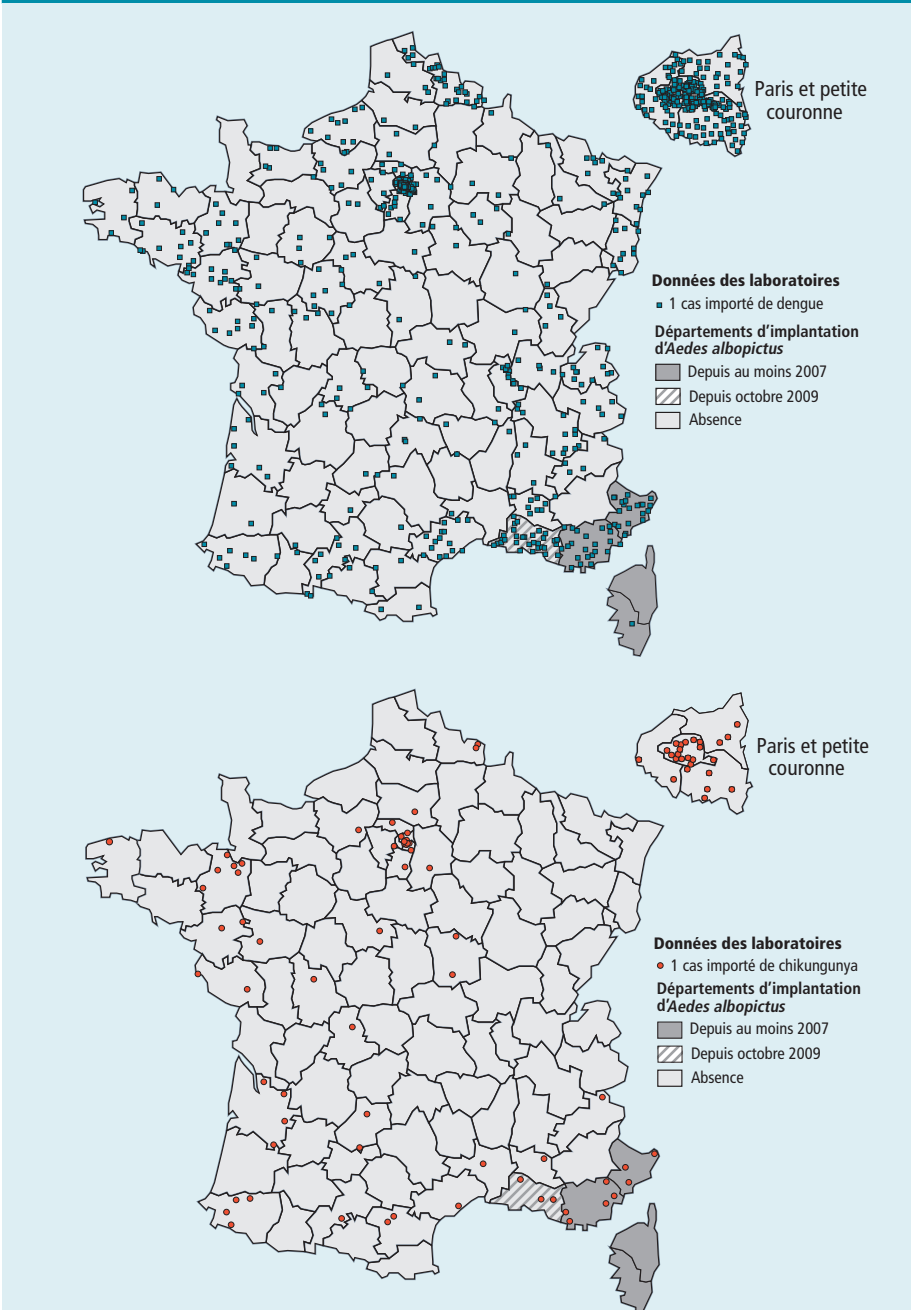 Paris et petite
couronne
Données des laboratoires
1 cas importé de dengue
Départements d'implantation
d'Aedes albopictus
Depuis au moins 2007
Depuis octobre 2009
Absence
Paris et petite
couronne
Données des laboratoires
1 cas importé de chikungunya
Départements d'implantation
d'Aedes albopictus
Depuis au moins 2007
Depuis octobre 2009
Absence